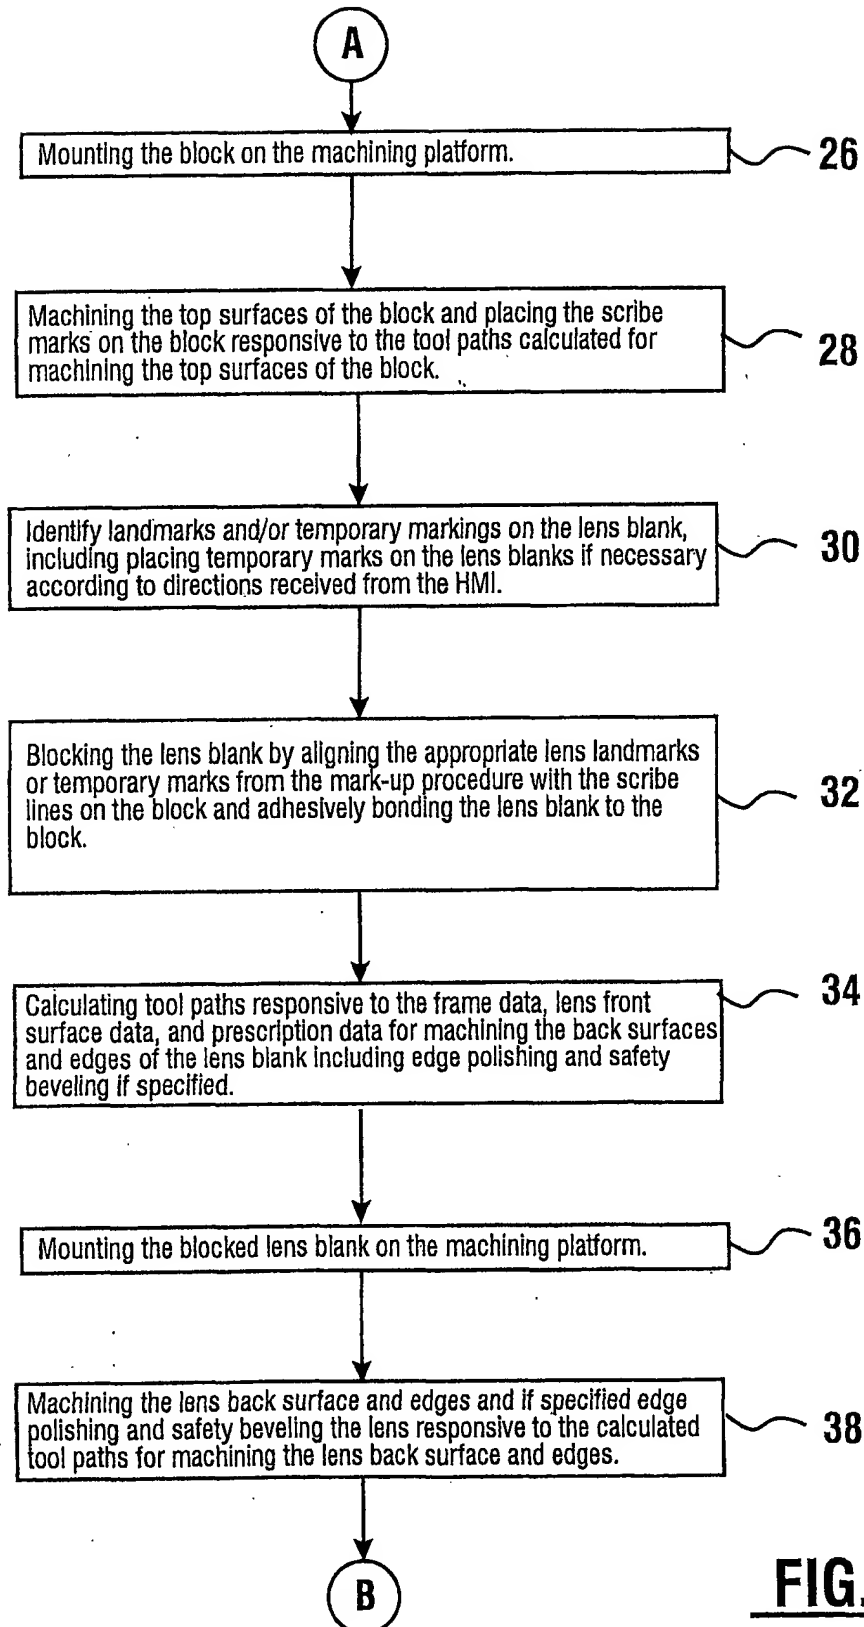 A
Mounting the block on the machining platform.
26
Machining the top surfaces of the block and placing the scribe
marks on the block responsive to the tool paths calculated for
machining the top surfaces of the block.
28
Identify landmarks and/or temporary markings on the lens blank,
including placing temporary marks on the lens blanks if necessary
according to directions received from the HMI.
30
Blocking the lens blank by aligning the appropriate lens landmarks
or temporary marks from the mark-up procedure with the scribe
lines on the block and adhesively bonding the lens blank to the
block.
32
Calculating tool paths responsive to the frame data, lens front
surface data, and prescription data for machining the back surfaces
and edges of the lens blank including edge polishing and safety
beveling if specified.
34
Mounting the blocked lens blank on the machining platform.
36
Machining the lens back surface and edges and if specified edge
polishing and safety beveling the lens responsive to the calculated
tool paths for machining the lens back surface and edges.
38
B
FIG.